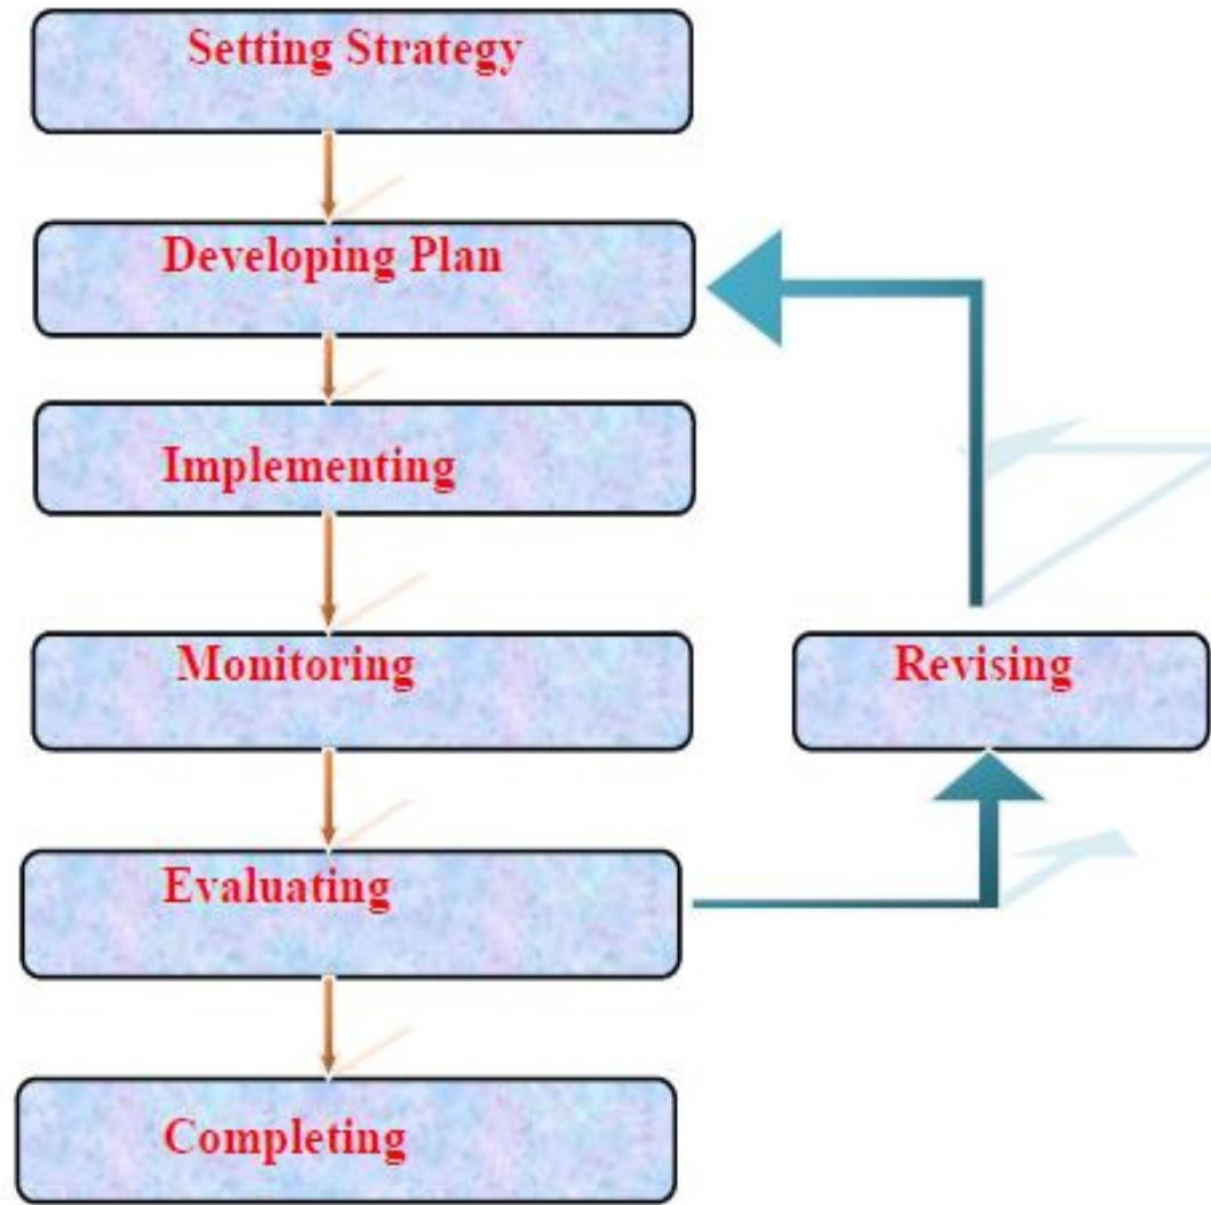 Setting Strategy
Developing Plan
Implementing
Monitoring
Revising
Evaluating
Completing